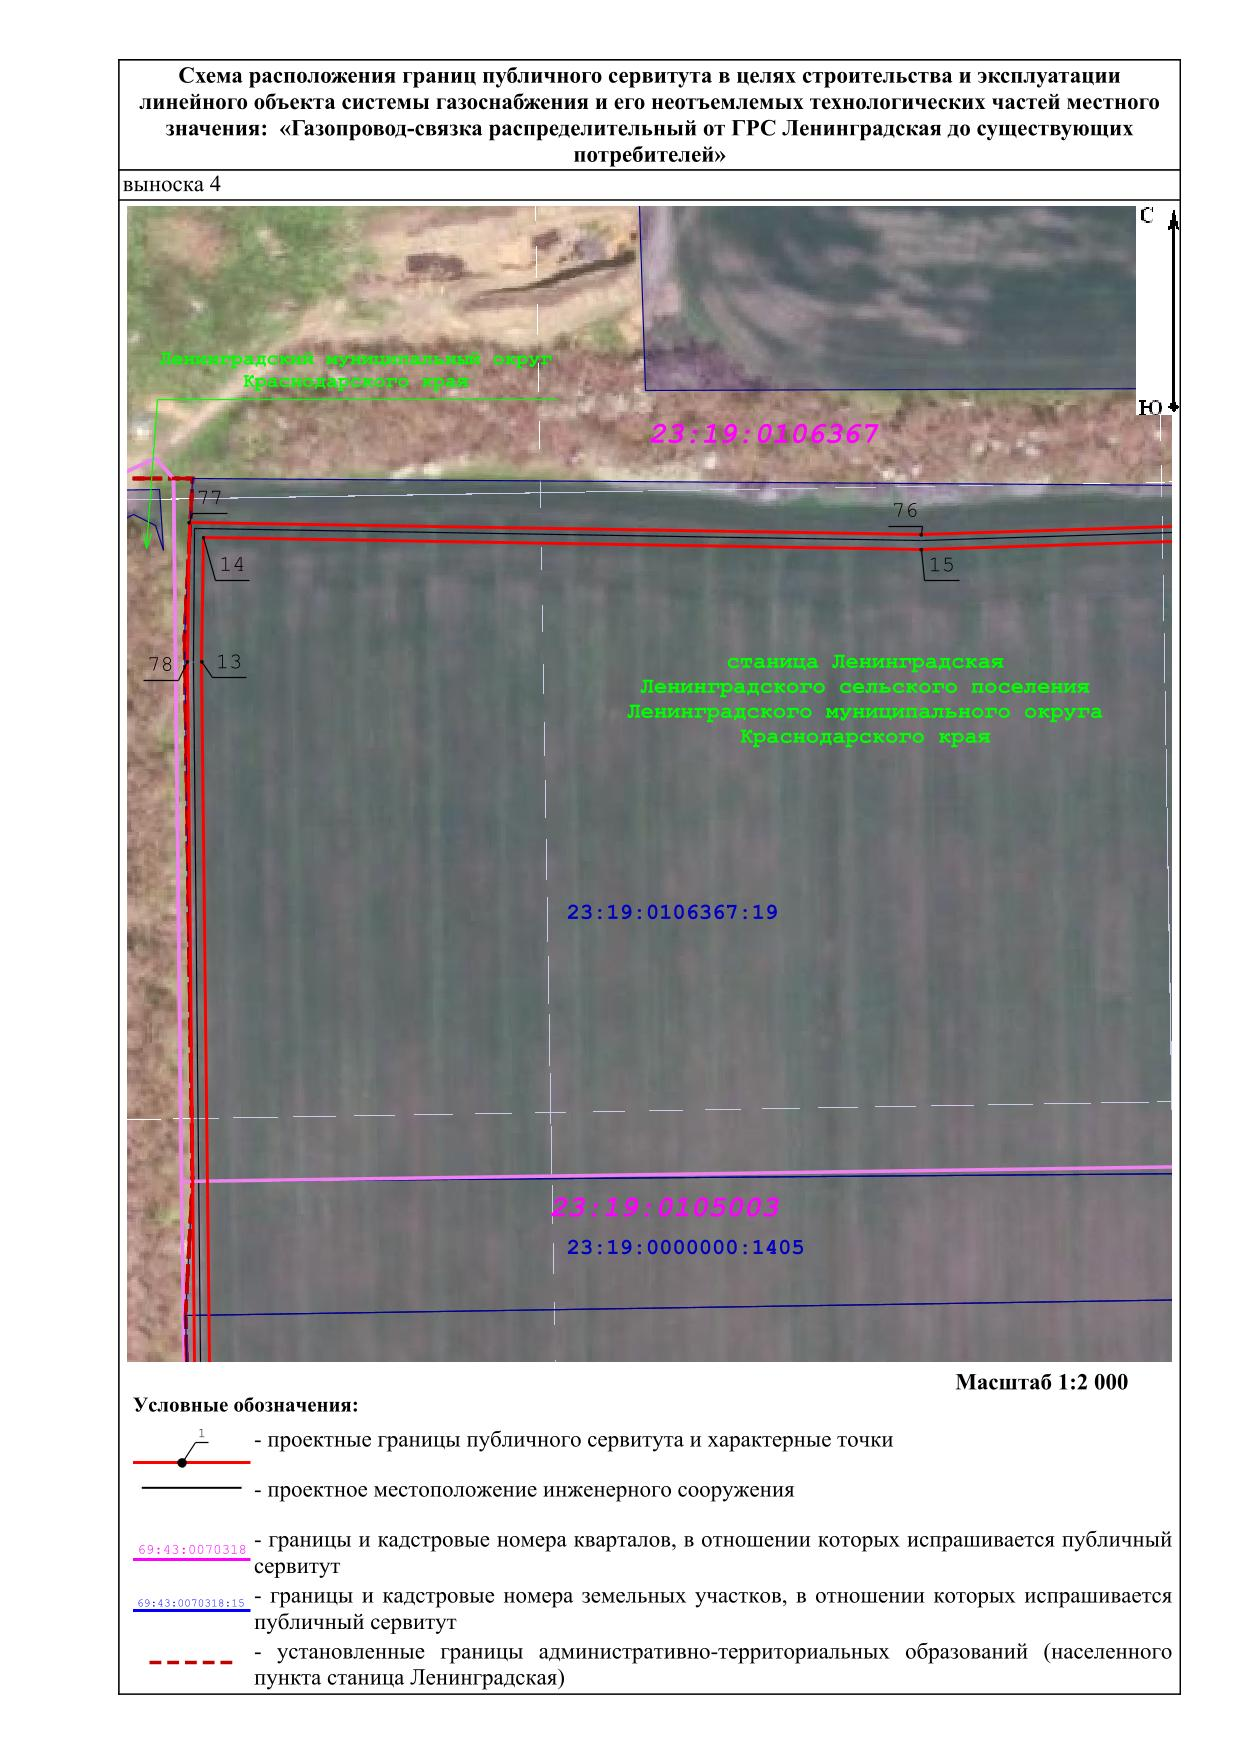 Схема расположения границ публичного сервитута в целях строительства и эксплуатации
линейного объекта системы газоснабжения и его неотъемлемых технологических частей местного
значения: «Газопровод-связка распределительный от ГРС Ленинградская до существующих
потребителей»
выноска 4
С
Ленинградский муниципальный округ
Краснодарского края
Ю
23:19:0106367
77
76
14
15
78
13
станица Ленинградская
Ленинградского сельского поселения
Ленинградского муниципального округа
Краснодарского края
23:19:0106367:19
23:19:0105003
23:19:0000000:1405
Масштаб 1:2 000
Условные обозначения:
1
- проектные границы публичного сервитута и характерные точки
- проектное местоположение инженерного сооружения
69:43:0070318
- границы и кадстровые номера кварталов, в отношении которых испрашивается публичный
сервитут
69:43:0070318:15
- границы и кадстровые номера земельных участков, в отношении которых испрашивается
публичный сервитут
- установленные границы административно-территориальных образований (населенного
пункта станица Ленинградская)